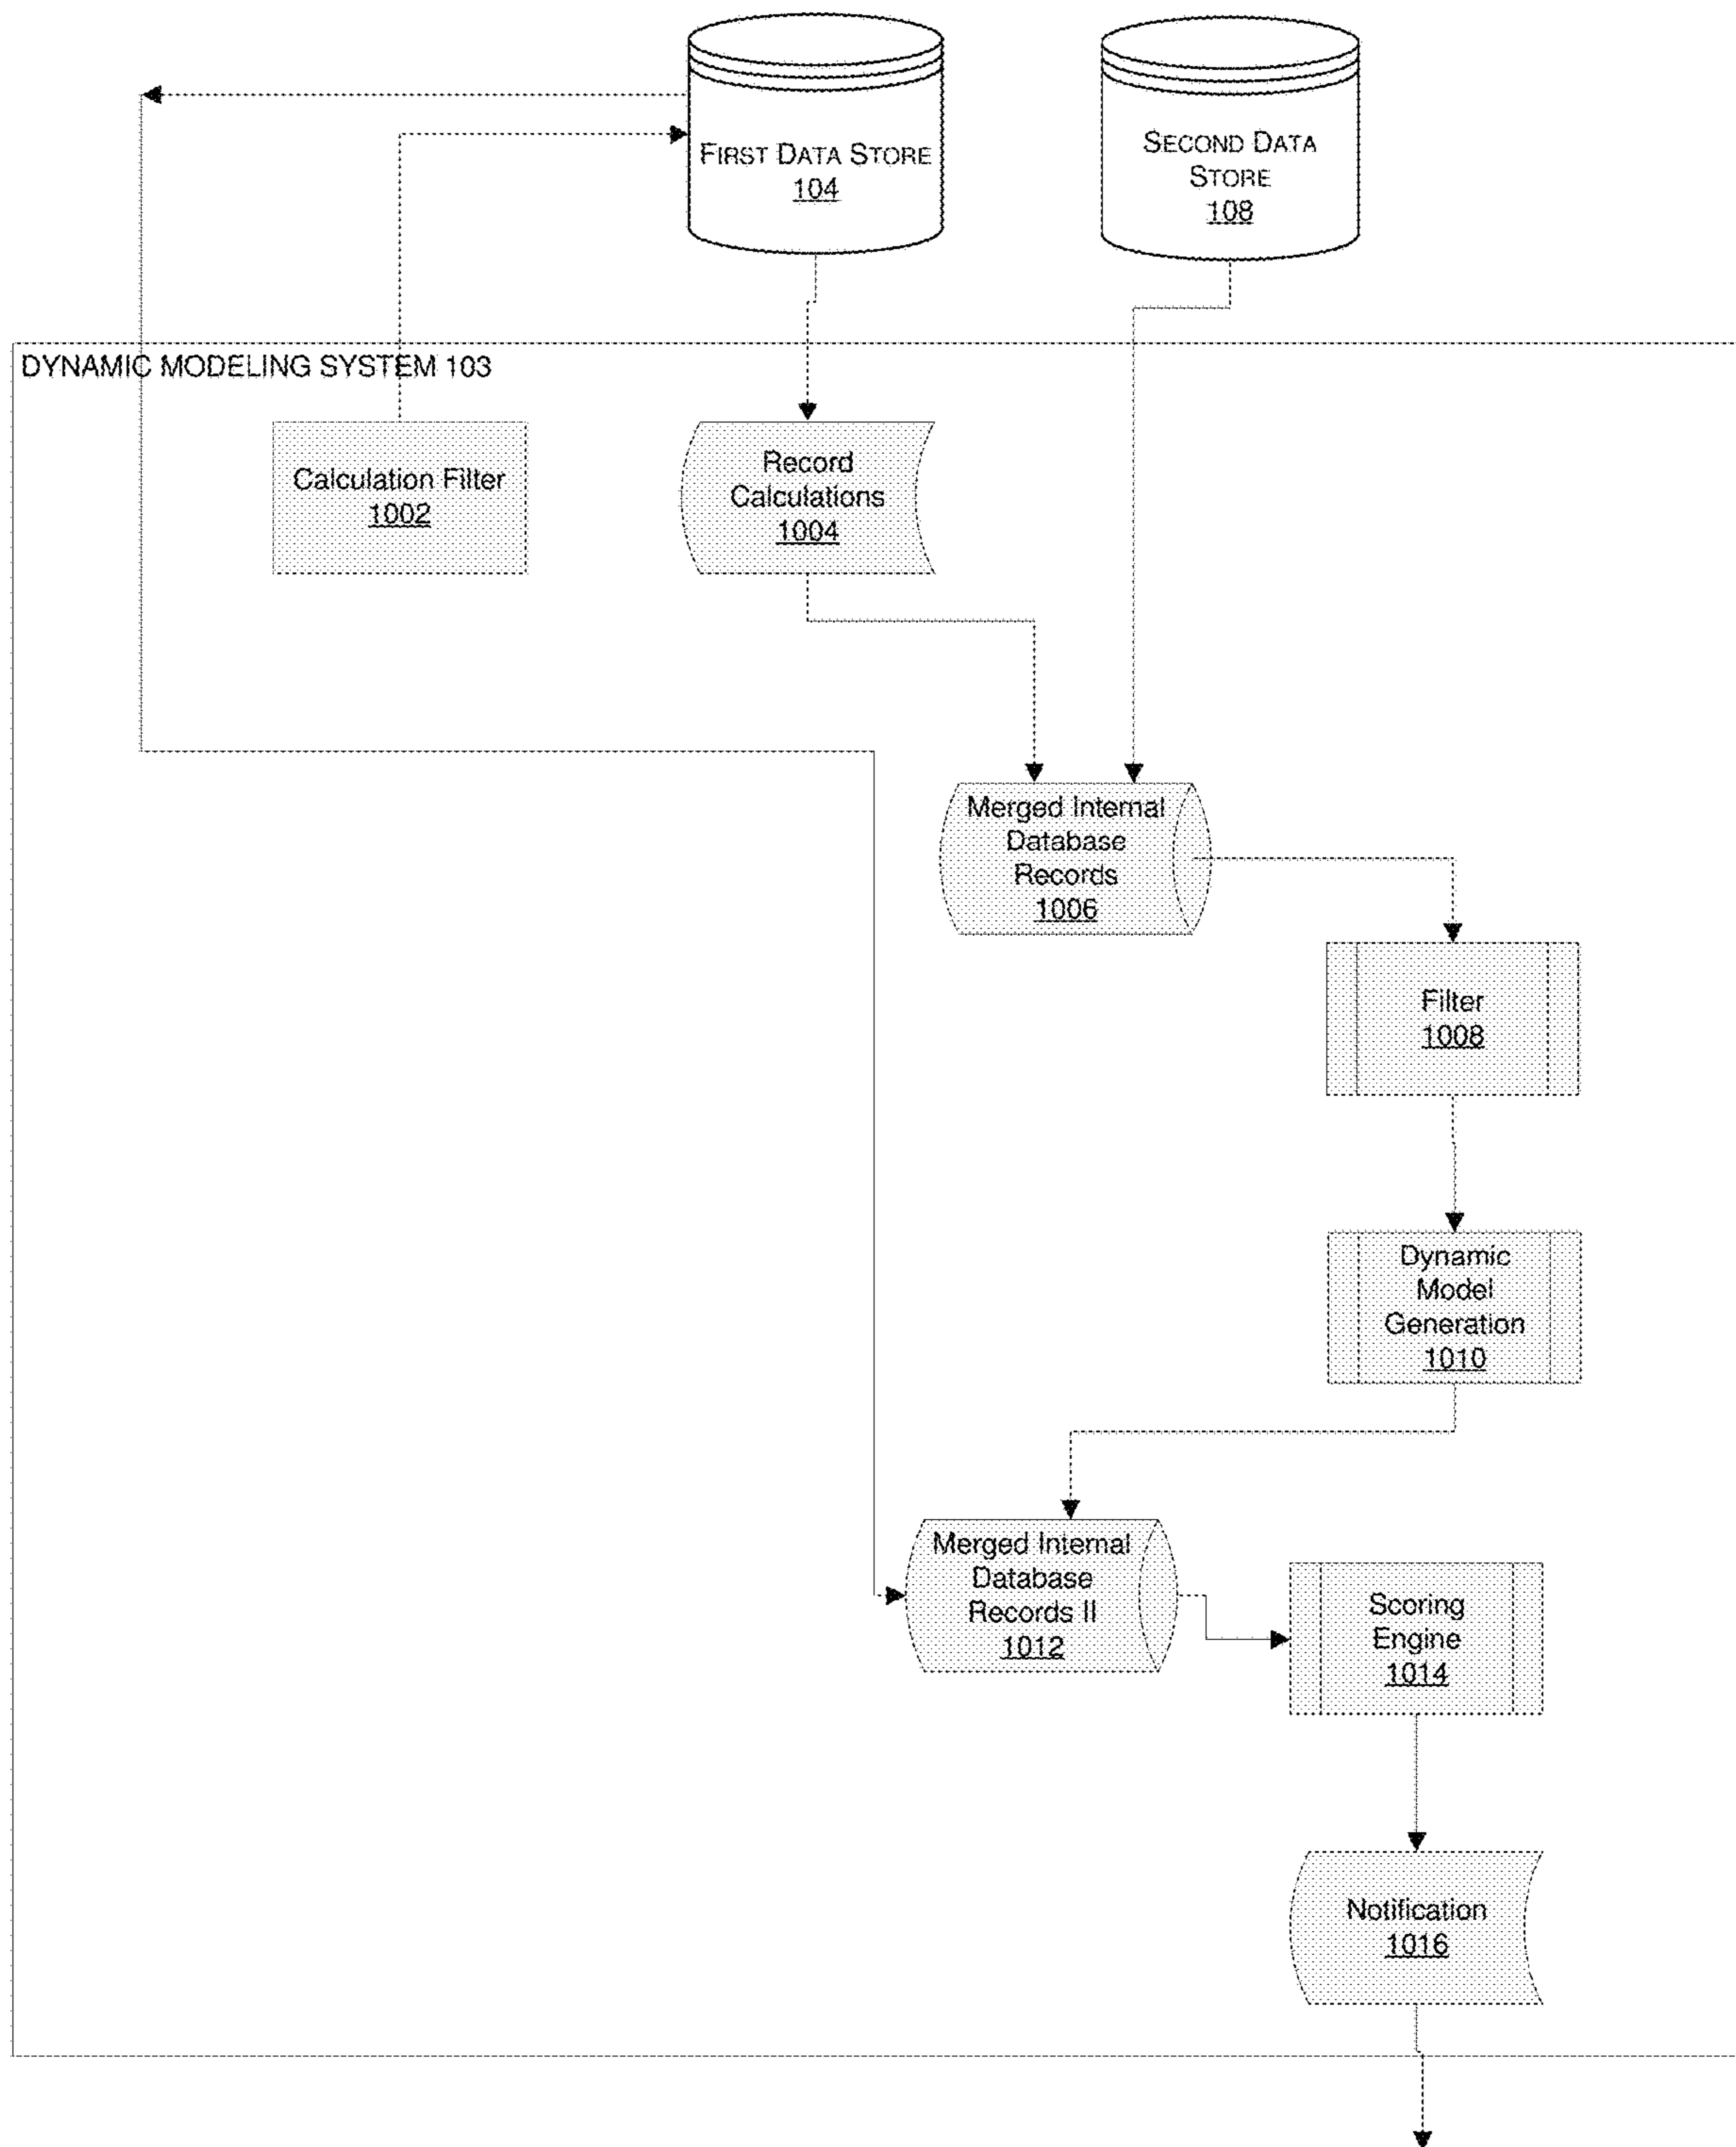 FIRST DATA STORE
104
SECOND DATA
STORE
108
DYNAMIC MODELING SYSTEM 103
Calculation Filter
1002
Record
Calculations
1004
Merged Internal
Database
Records
1006
Filter
1008
Dynamic
Model
Generation
1010
Merged Internal
Database
Records II
1012
Scoring
Engine
1014
Notification
1016